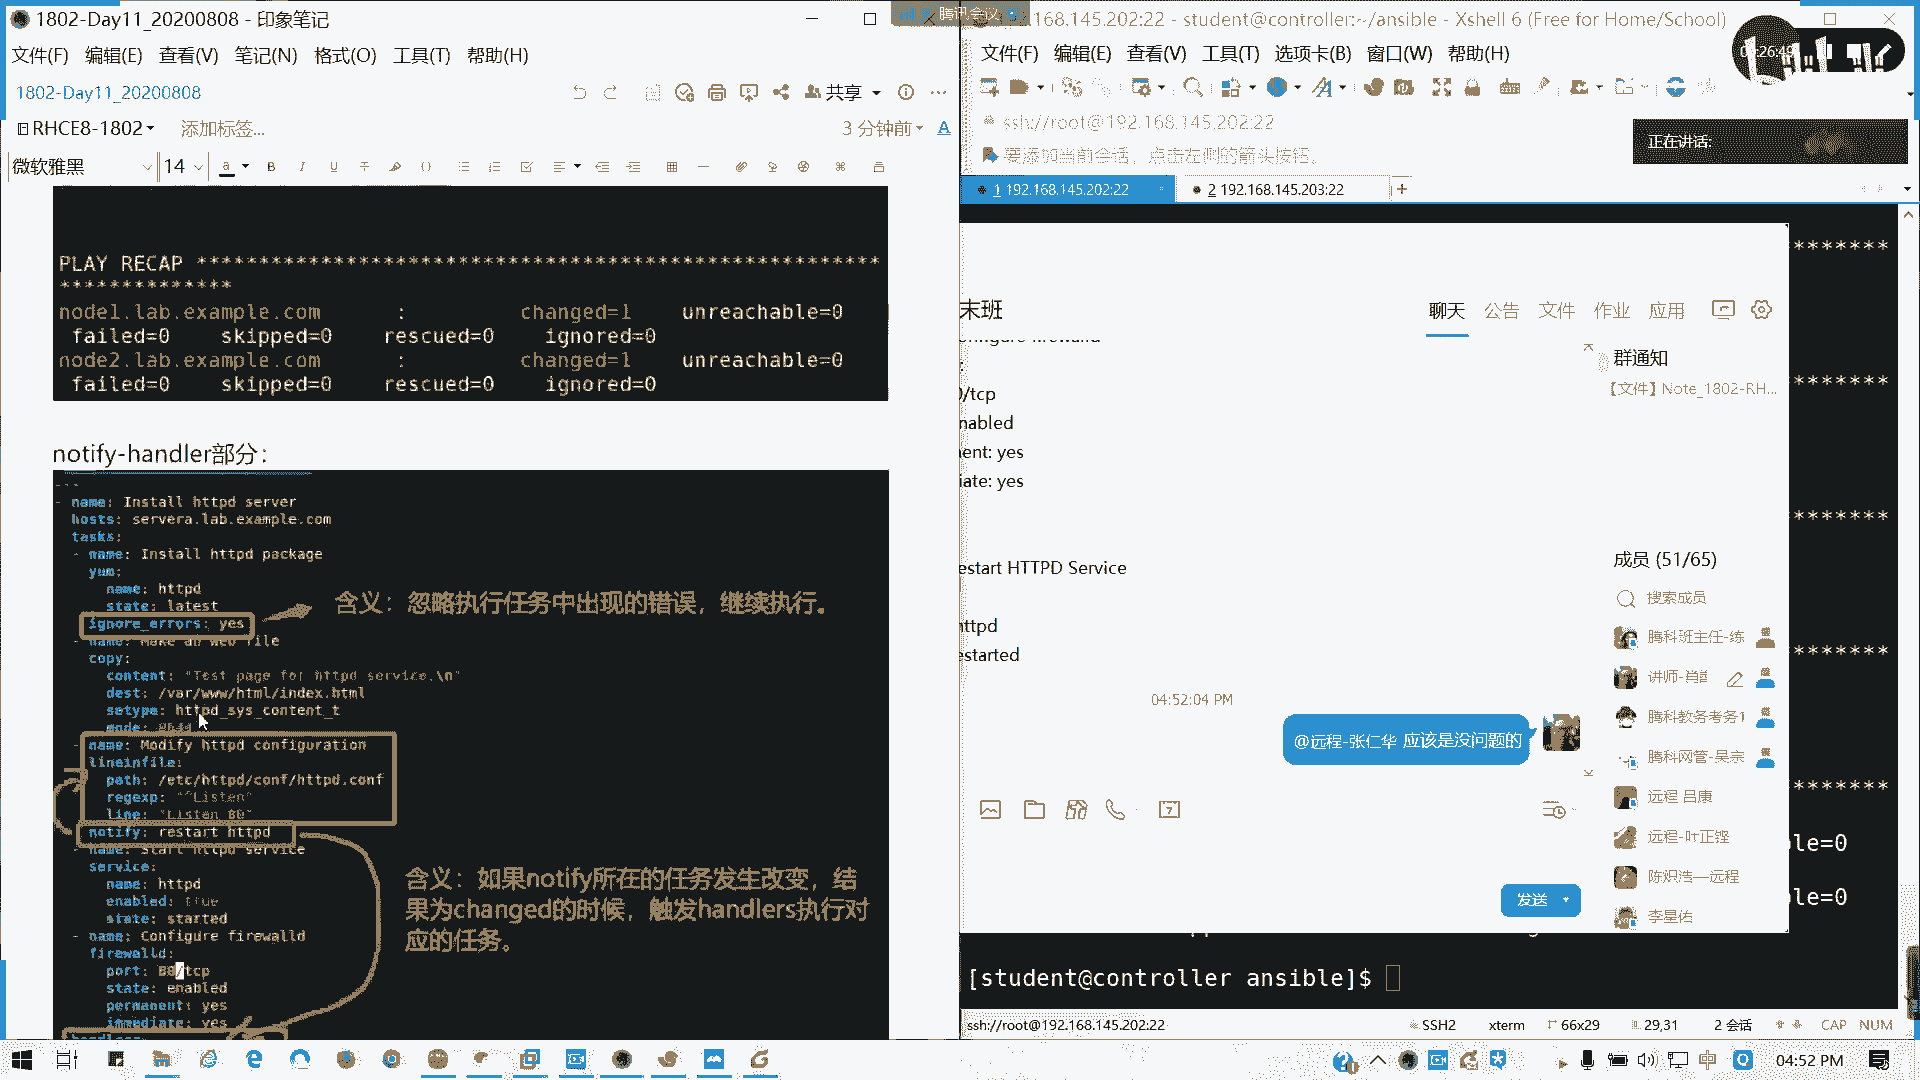 1802-Day11_20200808 - 印象笔记
文件(F) 编辑(E) 查看(V) 笔记(N) 格式(O) 工具(T) 帮助(H)
1802-Day11_20200808
共享
RHCE8-1802
添加标签...
3 分钟前
微软雅黑
14
PLAY RECAP
node1.lab.example.com : changed=1 unreachable=0
failed=0 skipped=0 rescued=0 ignored=0
node2.lab.example.com : changed=1 unreachable=0
failed=0 skipped=0 rescued=0 ignored=0
notify-handler部分：
---
- name: Install httpd server
hosts: servera.lab.example.com
tasks:
- name: Install httpd package
yum:
name: httpd
state: latest
ignore_errors: yes
含义：忽略执行任务中出现的错误，继续执行。
- name: Make an web file
copy:
content: "Test page for httpd service.\n"
dest: /var/www/html/index.html
setype: httpd_sys_content_t
mode:
- name: Modify httpd configuration
lineinfile:
path: /etc/httpd/conf/httpd.conf
regexp: "^Listen"
line: "Listen 80"
notify: restart httpd
- name: Start httpd service
service:
name: httpd
enabled: true
state: started
含义：如果notify所在的任务发生改变，结
果为changed的时候，触发handlers执行对
应的任务。
- name: Configure firewalld
firewalld:
port: 80/tcp
state: enabled
permanent: yes
immediate: yes
腾讯会议
192.168.145.202:22 - student@controller:~/ansible - Xshell 6 (Free for Home/School)
文件(F) 编辑(E) 查看(V) 工具(T) 选项卡(B) 窗口(W) 帮助(H)
ssh://root@192.168.145.202:22
要添加当前会话，点击左侧的箭头按钮。
正在讲话:
1 192.168.145.202:22
2 192.168.145.203:22
末班
聊天 公告 文件 作业 应用
群通知
【文件】Note_1802-RH...
/tcp
nabled
ent: yes
iate: yes
estart HTTPD Service
ttpd
estarted
04:52:04 PM
@远程-张仁华 应该是没问题的
发送
成员 (51/65)
搜索成员
腾科班主任-练
讲师-肖
腾科教务考务1
腾科网管-吴宗
远程 吕康
远程-叶正铿
陈炽浩—远程
李星佑
le=0
le=0
[student@controller ansible]$
ssh://root@192.168.145.202:22
SSH2
xterm
66x29
29,31
2 会话
CAP NUM
中
04:52 PM